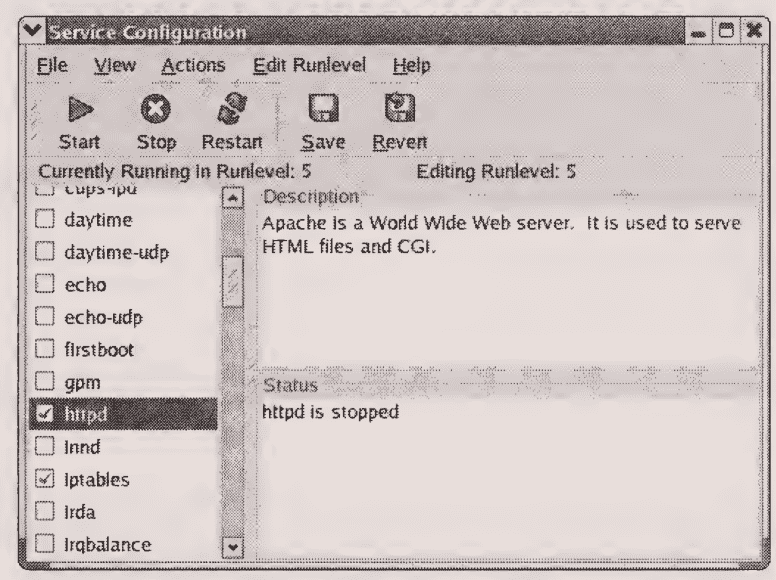 Service Configuration
File View Actions Edit Runlevel Help
Start Stop Restart Save Revert
Currently Running in Runlevel: 5 Editing Runlevel: 5
cups-lpd
Description
daytime
Apache is a World Wide Web server. It is used to serve
HTML files and CGI.
daytime-udp
echo
echo-udp
firstboot
gpm
Status
httpd
httpd is stopped
innd
iptables
irda
irqbalance